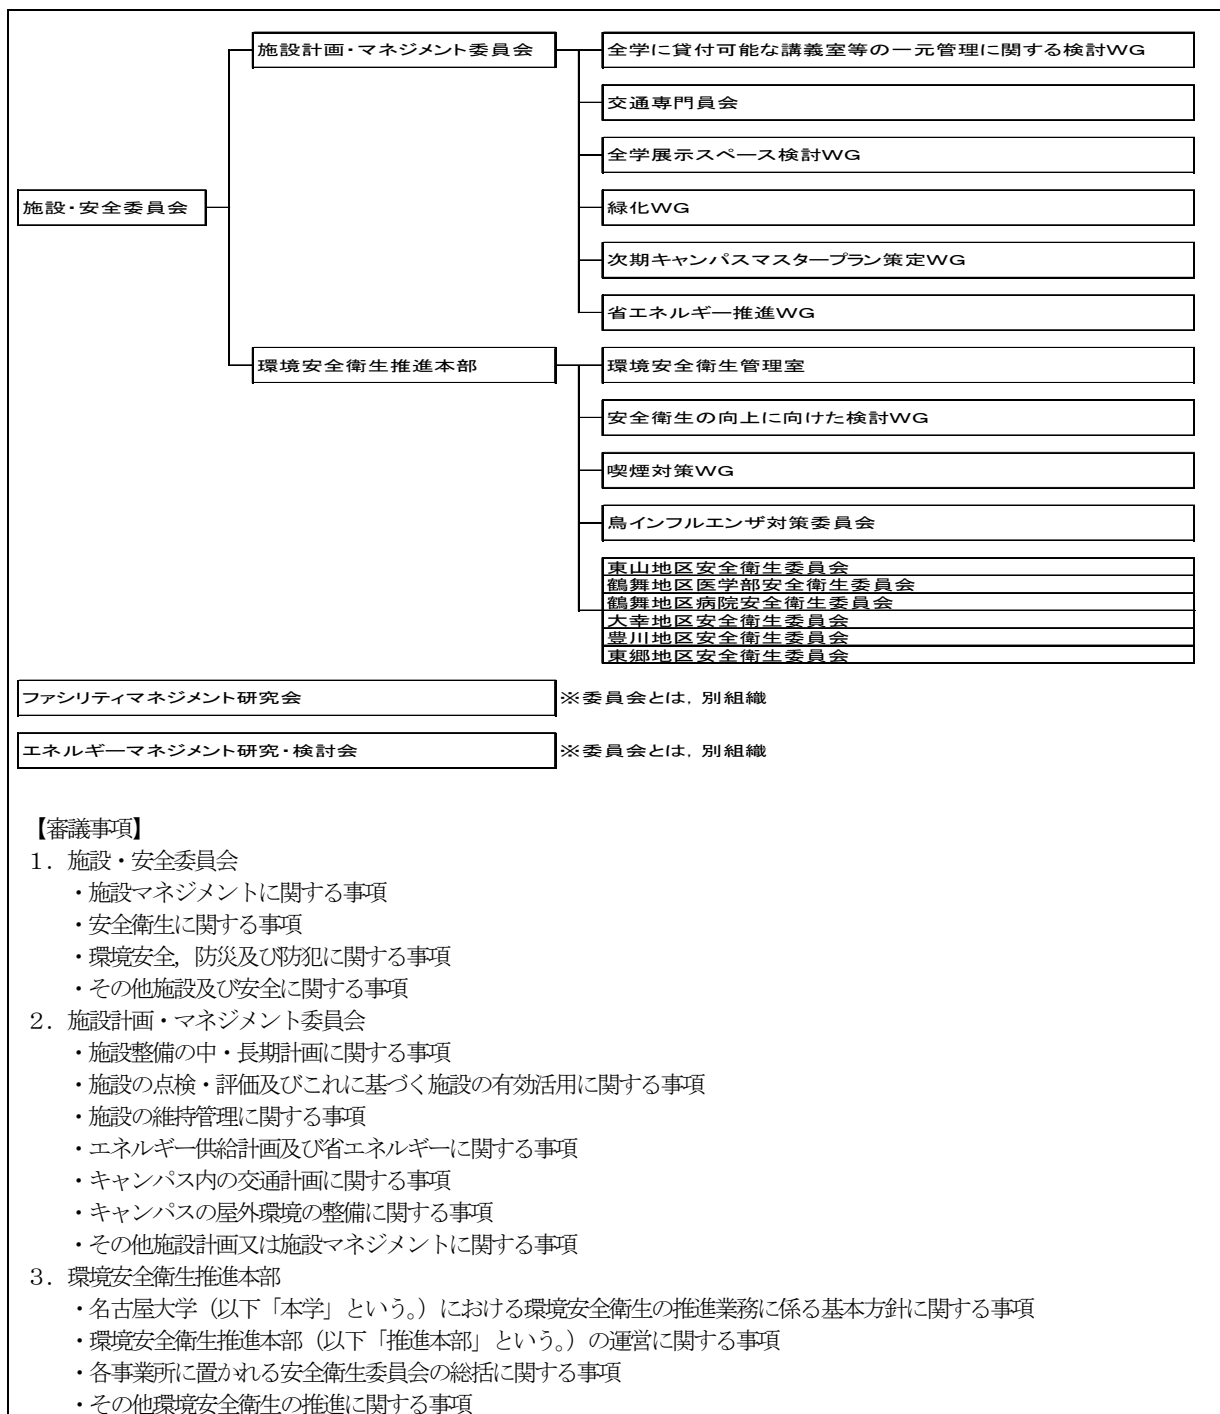 施設計画・マネジメント委員会
全学に貸付可能な講義室等の一元管理に関する検討WG
交通専門員会
全学展示スペース検討WG
施設・安全委員会
緑化WG
次期キャンパスマスタープラン策定WG
省エネルギー推進WG
環境安全衛生推進本部
環境安全衛生管理室
安全衛生の向上に向けた検討WG
喫煙対策WG
鳥インフルエンザ対策委員会
東山地区安全衛生委員会
鶴舞地区医学部安全衛生委員会
鶴舞地区病院安全衛生委員会
大幸地区安全衛生委員会
豊川地区安全衛生委員会
東郷地区安全衛生委員会
ファシリティマネジメント研究会 ※委員会とは,別組織
エネルギーマネジメント研究・検討会 ※委員会とは,別組織
【審議事項】
1.施設・安全委員会
・施設マネジメントに関する事項
・安全衛生に関する事項
・環境安全,防災及び防犯に関する事項
・その他施設及び安全に関する事項
2.施設計画・マネジメント委員会
・施設整備の中・長期計画に関する事項
・施設の点検・評価及びこれに基づく施設の有効活用に関する事項
・施設の維持管理に関する事項
・エネルギー供給計画及び省エネルギーに関する事項
・キャンパス内の交通計画に関する事項
・キャンパスの屋外環境の整備に関する事項
・その他施設計画又は施設マネジメントに関する事項
3.環境安全衛生推進本部
・名古屋大学(以下「本学」という。)における環境安全衛生の推進業務に係る基本方針に関する事項
・環境安全衛生推進本部(以下「推進本部」という。)の運営に関する事項
・各事業所に置かれる安全衛生委員会の総括に関する事項
・その他環境安全衛生の推進に関する事項